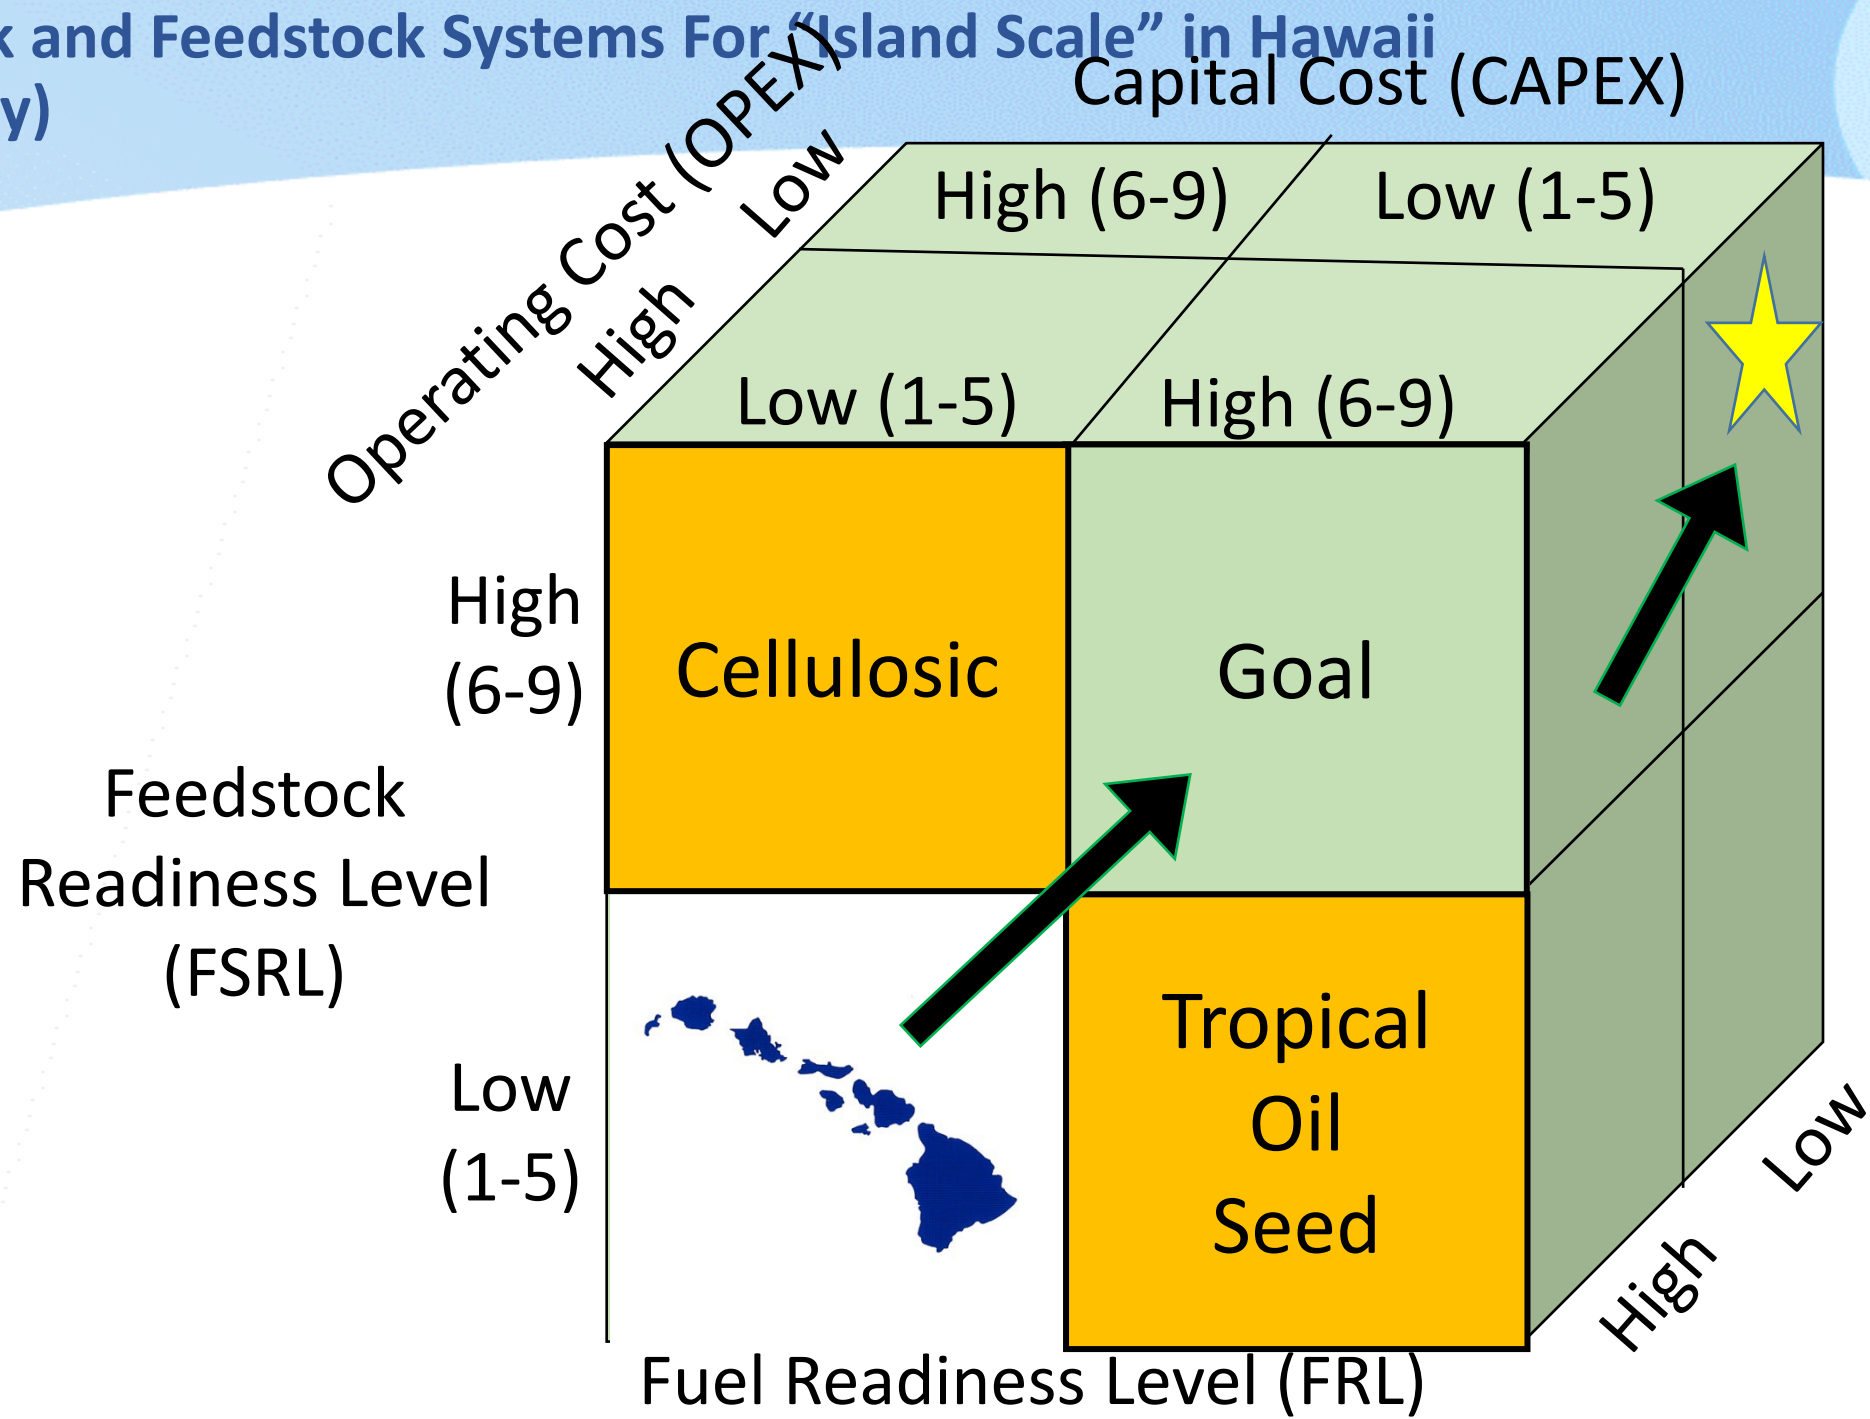 and Feedstock Systems For “Island Scale” in Hawaii
Capital Cost (CAPEX)
Operating Cost (OPEX)
Low
High
High (6-9)
Low (1-5)
Low (1-5)
High (6-9)
High
(6-9)
Cellulosic
Goal
Feedstock
Readiness Level
(FSRL)
Low
(1-5)
Tropical
Oil
Seed
Low
High
Fuel Readiness Level (FRL)